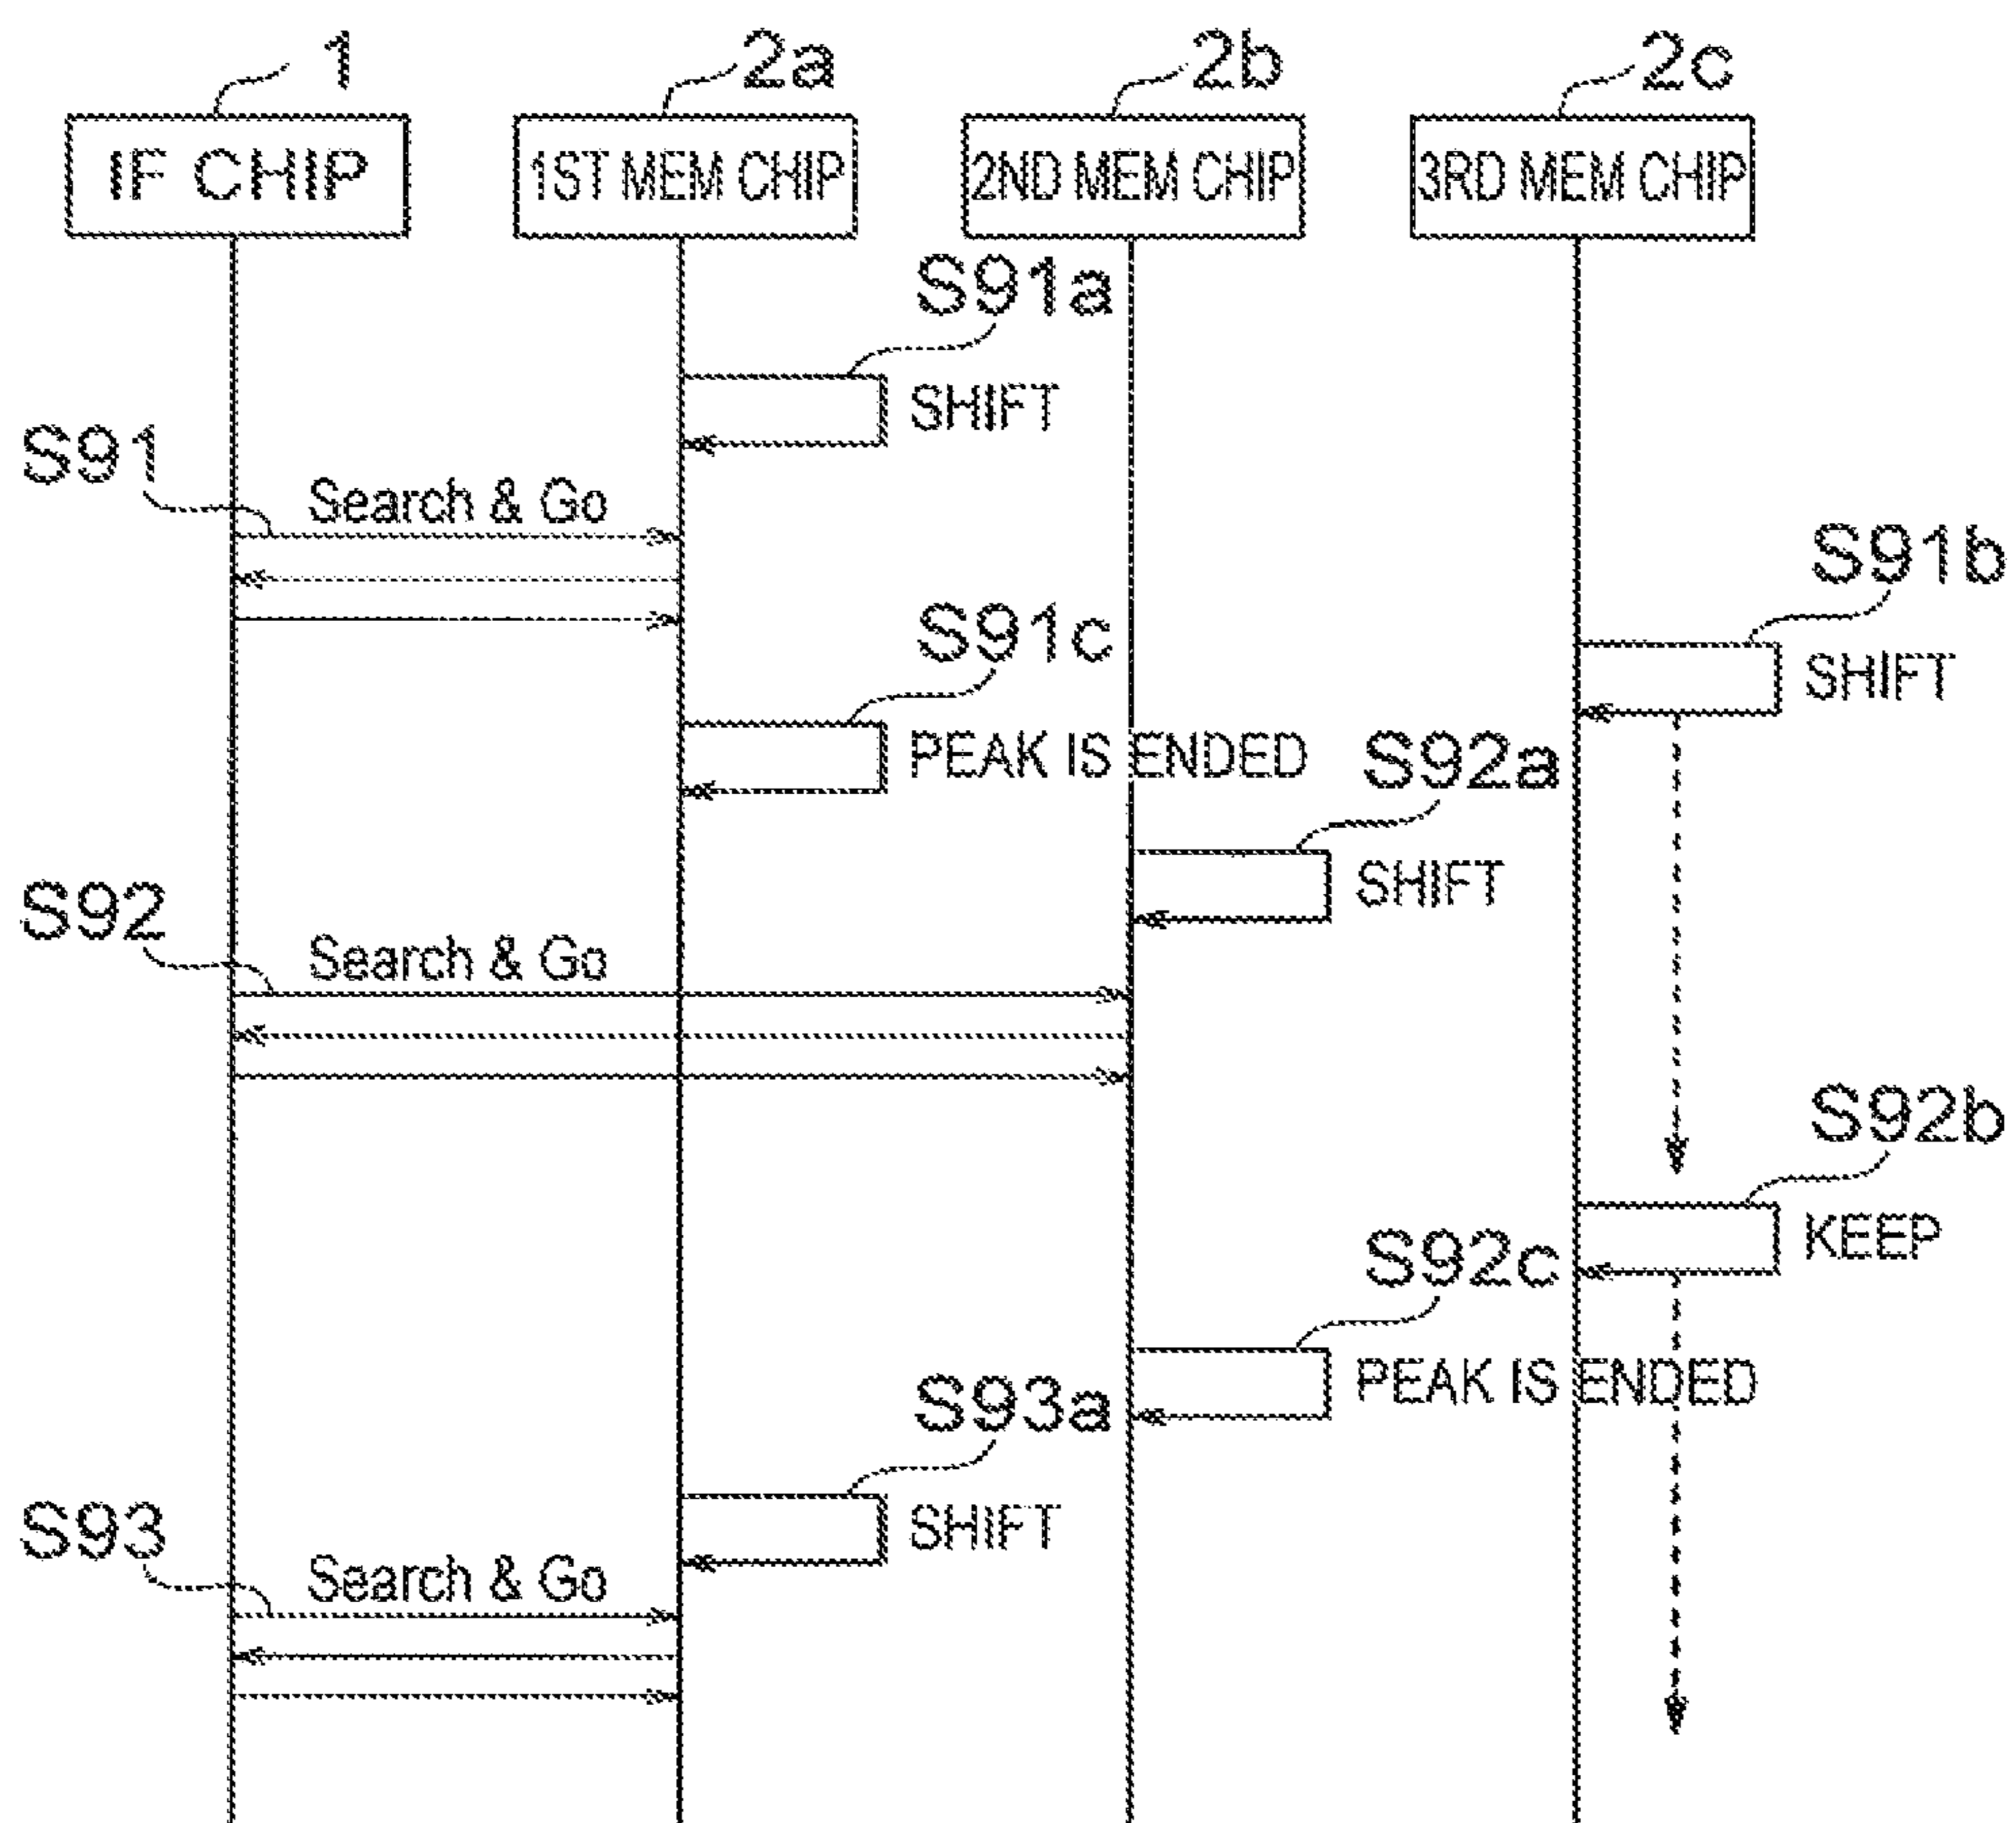 1 2a 2b 2c
IF CHIP 1ST MEM CHIP 2ND MEM CHIP 3RD MEM CHIP
S91a
SHIFT
S91
Search & Go
S91b
SHIFT
S91c
PEAK IS ENDED
S92a
SHIFT
S92
Search & Go
S92b
KEEP
S92c
PEAK IS ENDED
S93a
SHIFT
S93
Search & Go